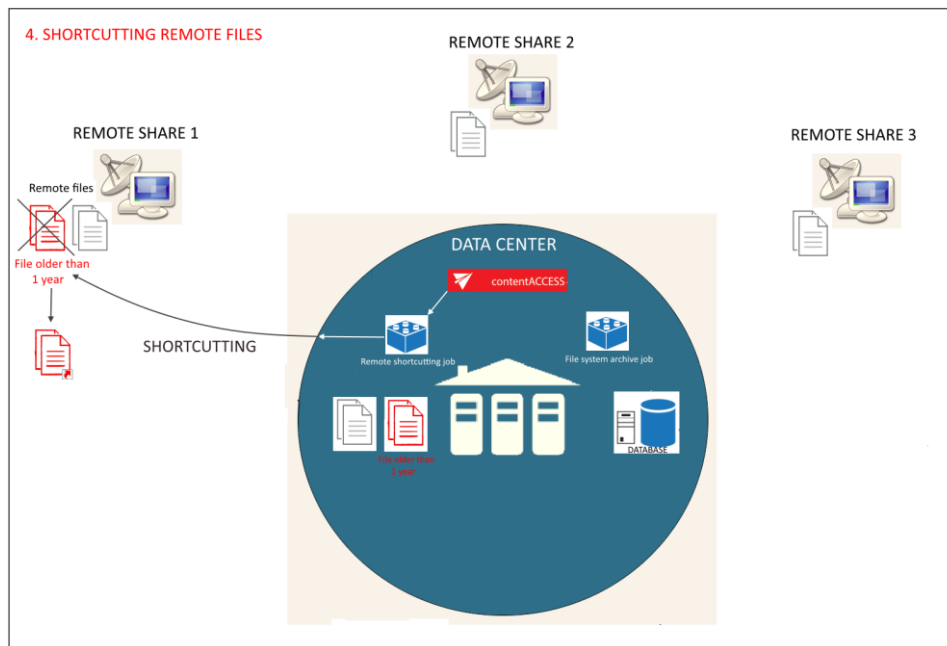 4. SHORTCUTTING REMOTE FILES
REMOTE SHARE 2
REMOTE SHARE 1
REMOTE SHARE 3
Remote files
File older than
1 year
DATA CENTER
contentACCESS
SHORTCUTTING
Remote shortcutting job
File system archive job
File older than
1 year
DATABASE